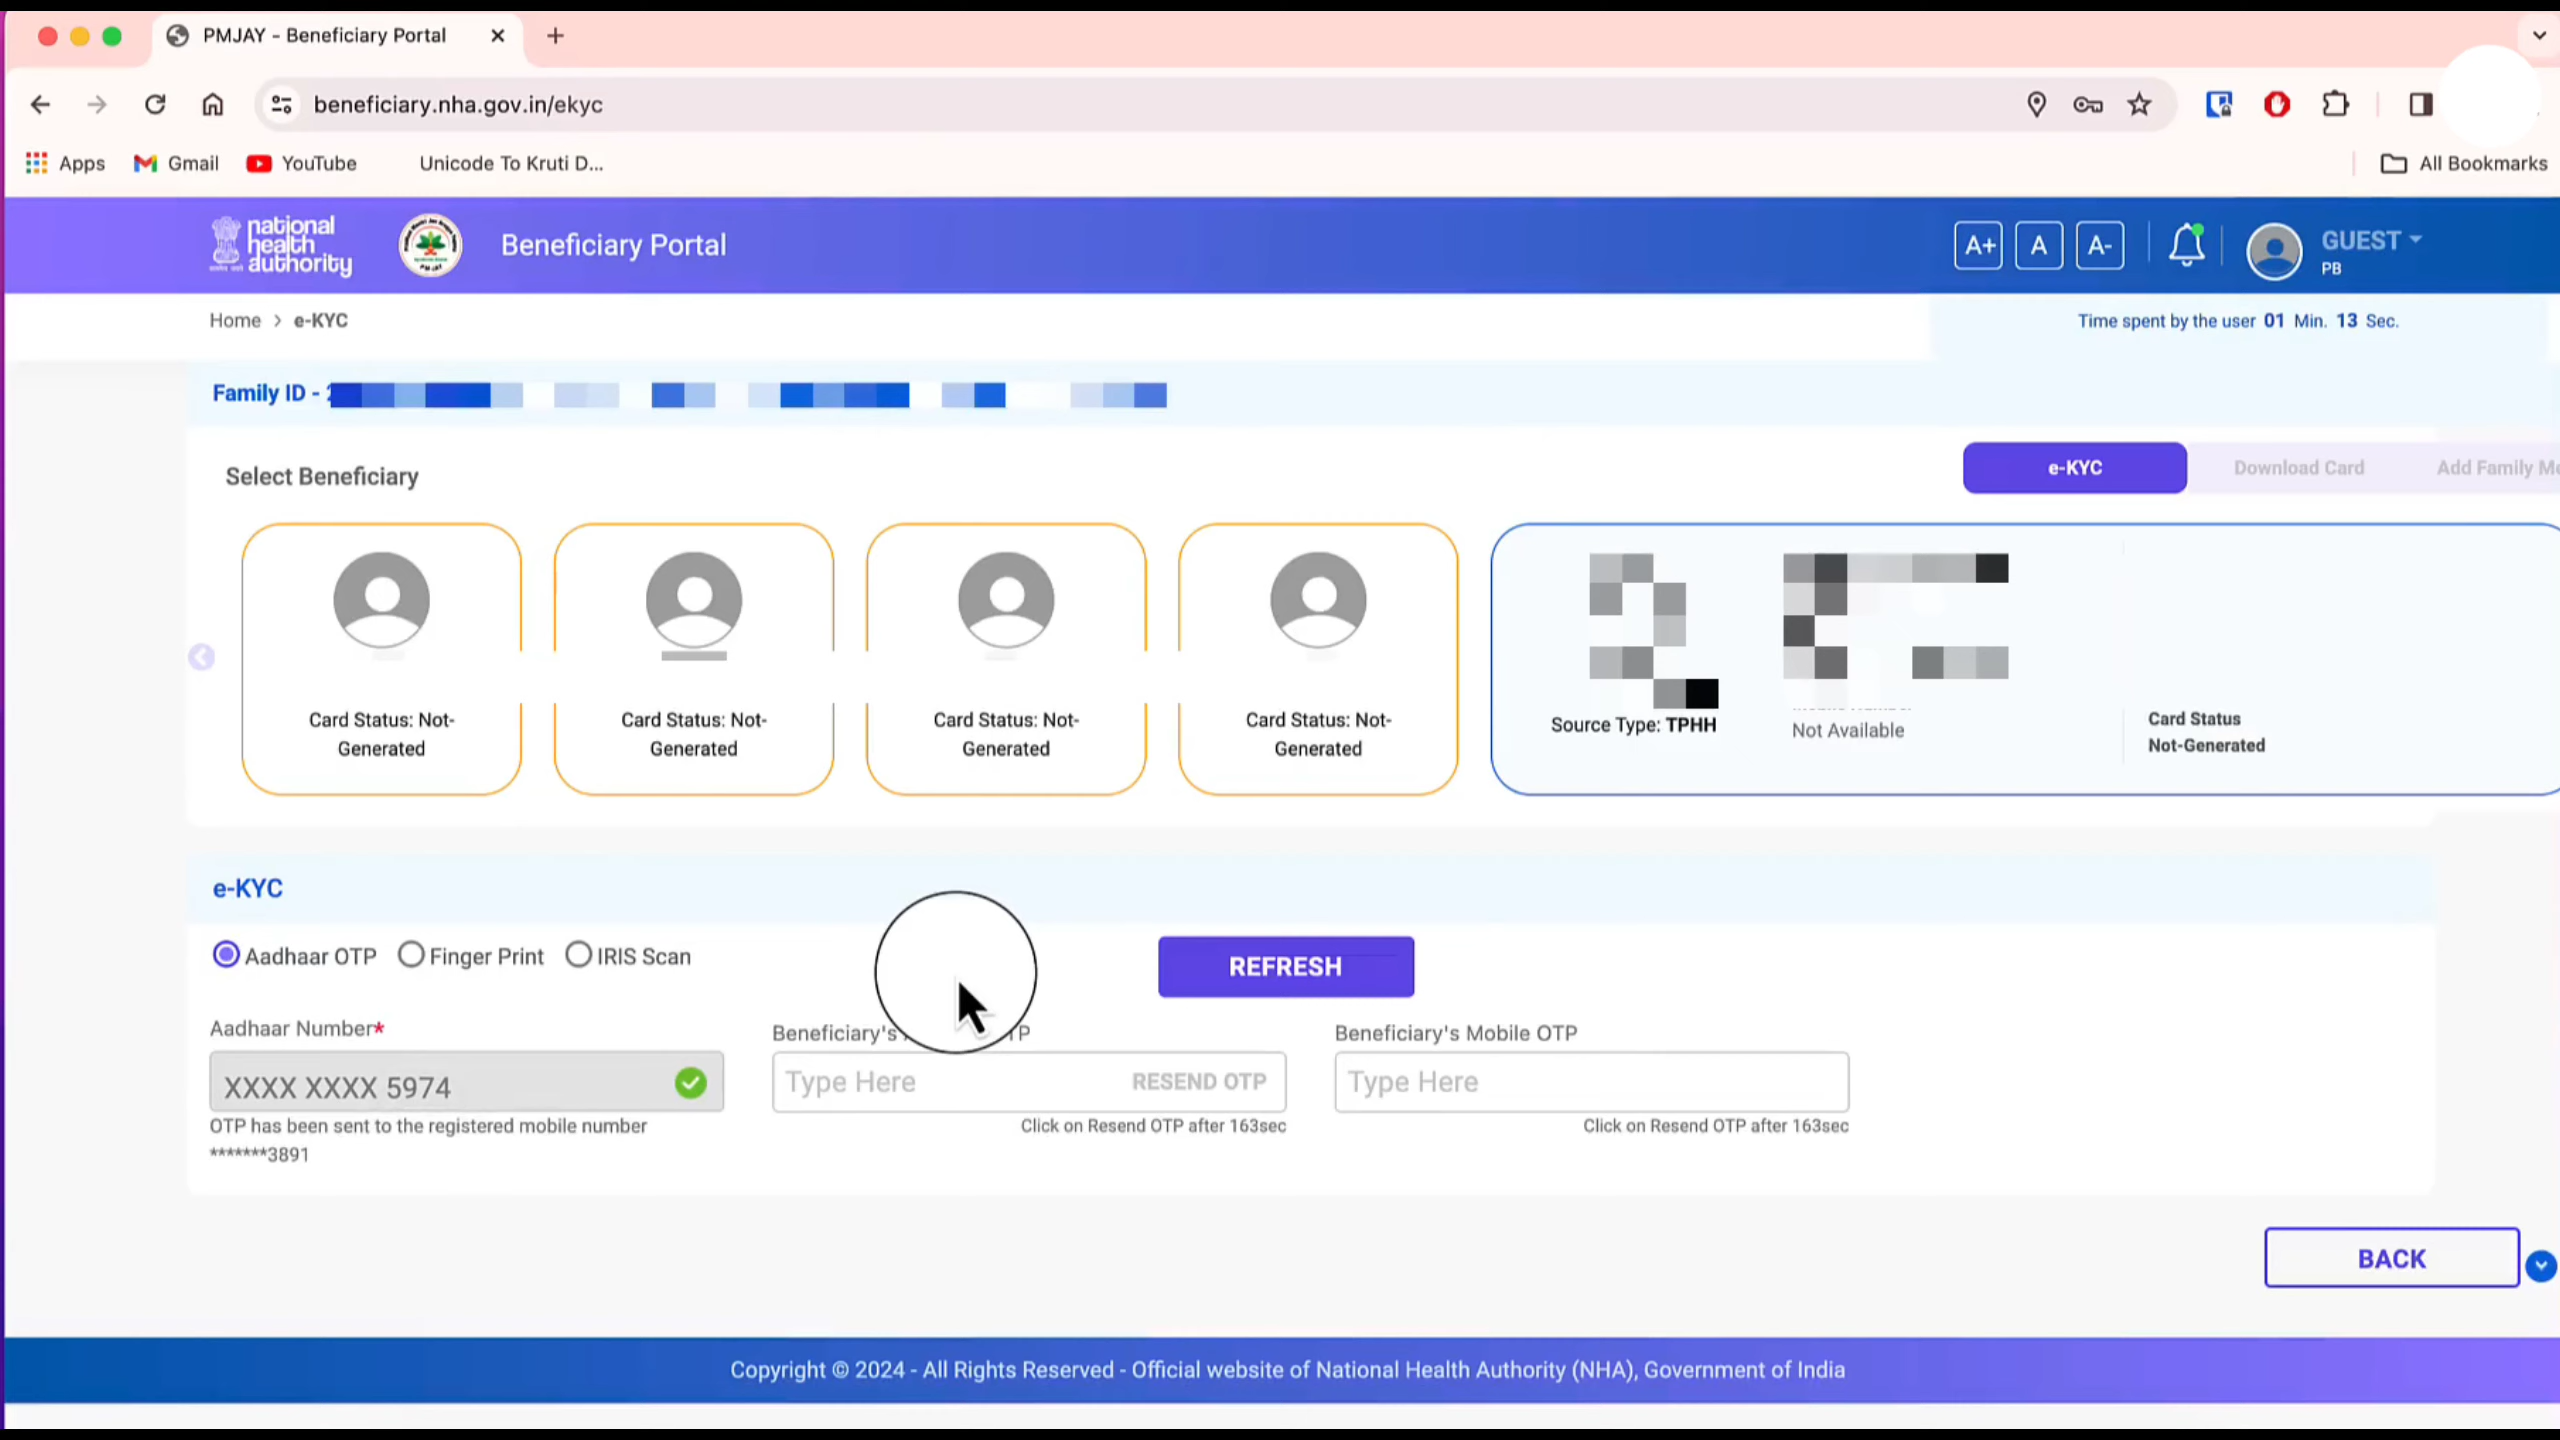 PMJAY - Beneficiary Portal
beneficiary.nha.gov.in/ekyc
Apps Gmail YouTube Unicode To Kruti D... All Bookmarks
national
health
authority
Beneficiary Portal
A+ A A-
GUEST
PB
Home > e-KYC
Time spent by the user 01 Min. 13 Sec.
Family ID -
Select Beneficiary
e-KYC Download Card Add Family Me
Card Status: Not-
Generated
Card Status: Not-
Generated
Card Status: Not-
Generated
Card Status: Not-
Generated
Source Type: TPHH
Not Available
Card Status
Not-Generated
e-KYC
Aadhaar OTP Finger Print IRIS Scan
REFRESH
Aadhaar Number*
XXXX XXXX 5974
OTP has been sent to the registered mobile number
*******3891
Beneficiary's
Type Here RESEND OTP
Click on Resend OTP after 163sec
Beneficiary's Mobile OTP
Type Here
Click on Resend OTP after 163sec
BACK
Copyright © 2024 - All Rights Reserved - Official website of National Health Authority (NHA), Government of India